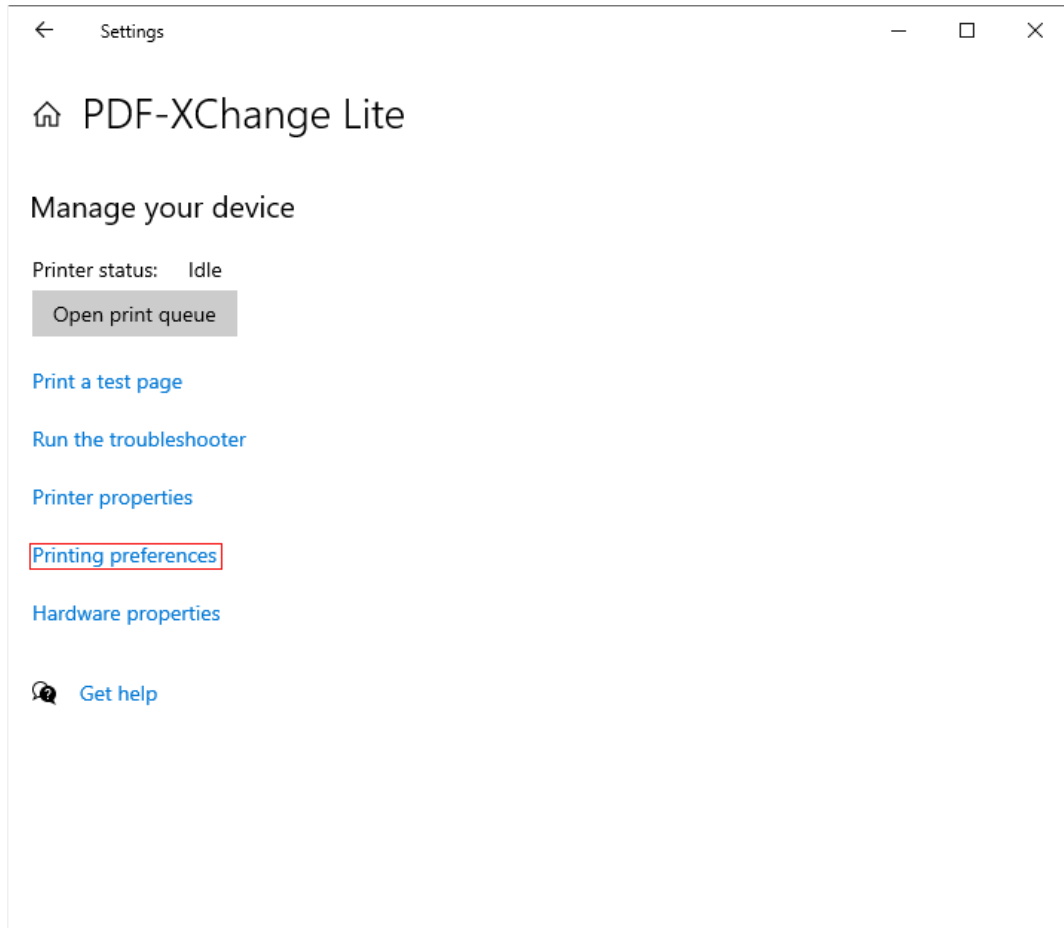 Settings
PDF-XChange Lite
Manage your device
Printer status: Idle
Open print queue
Print a test page
Run the troubleshooter
Printer properties
Printing preferences
Hardware properties
Get help